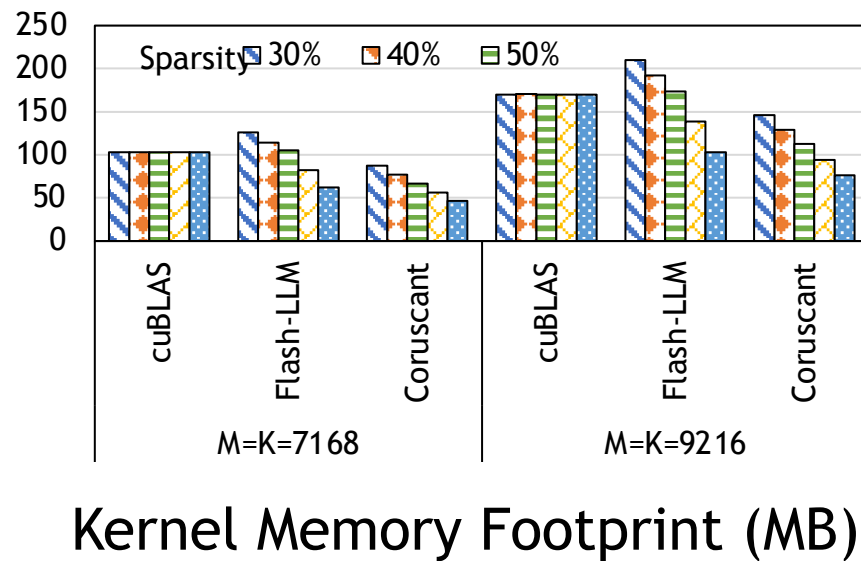 250
200
150
100
50
0
Sparsity 30% 40% 50%
cuBLAS Flash-LLM Coruscant cuBLAS Flash-LLM Coruscant
M=K=7168 M=K=9216
Kernel Memory Footprint (MB)